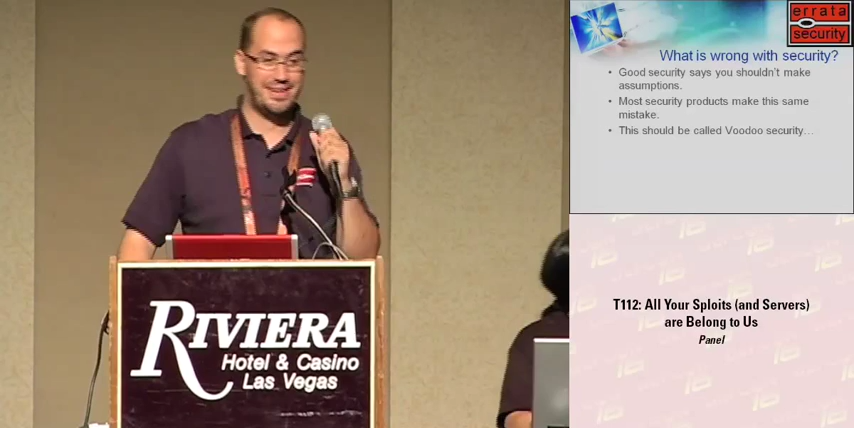 errata
security
What is wrong with security?
• Good security says you shouldn't make
assumptions.
• Most security products make this same
mistake.
• This should be called Voodoo security…
RIVIERA
Hotel & Casino
Las Vegas
T112: All Your Sploits (and Servers)
are Belong to Us
Panel